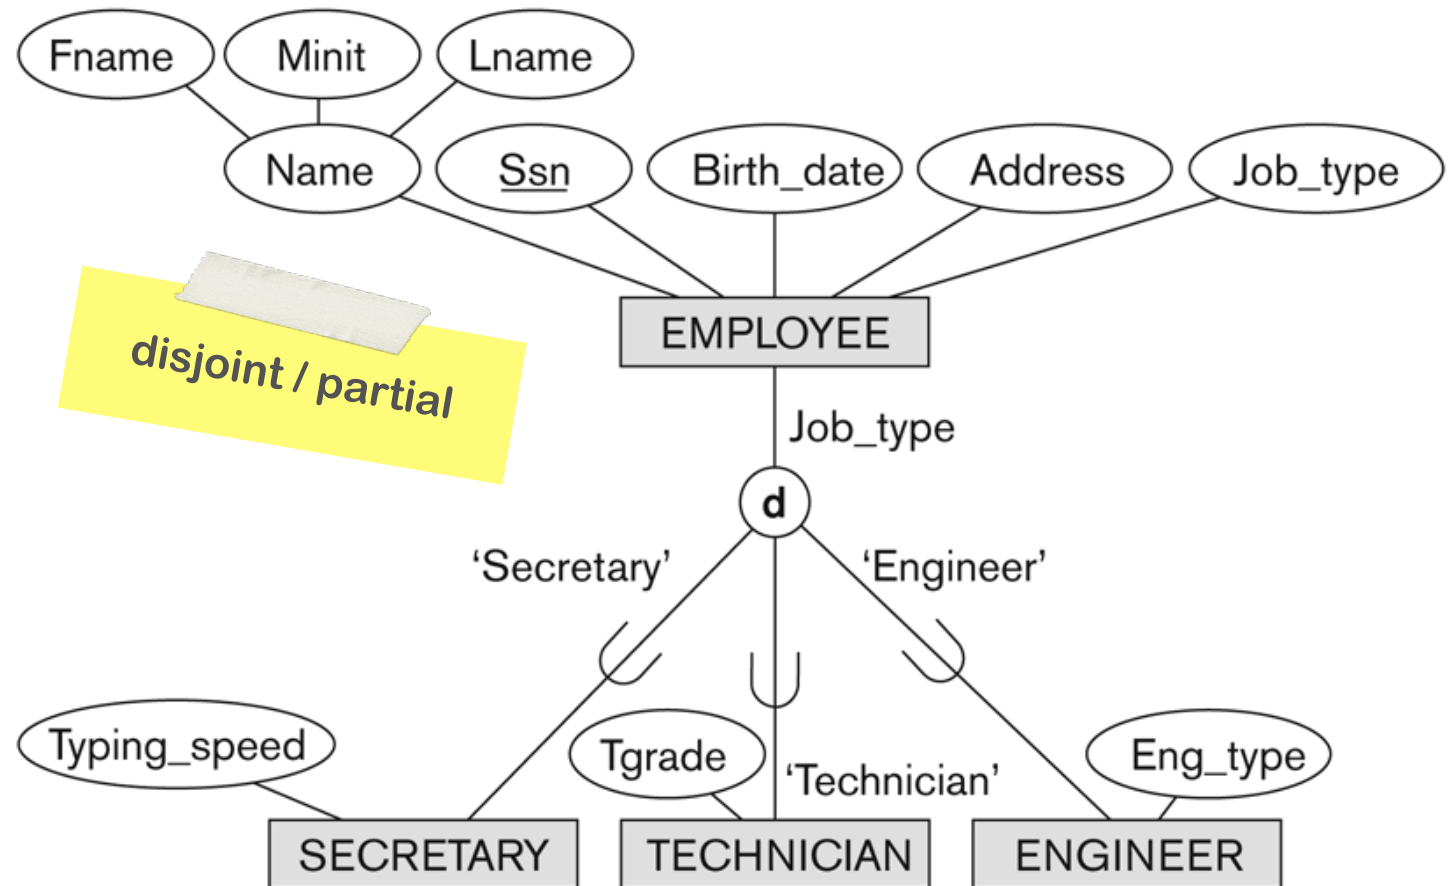 Fname Minit Lname
Name Ssn Birth_date Address Job_type
disjoint / partial
EMPLOYEE
Job_type
d
‘Secretary’ ‘Engineer’
Typing_speed Tgrade ‘Technician’ Eng_type
SECRETARY TECHNICIAN ENGINEER